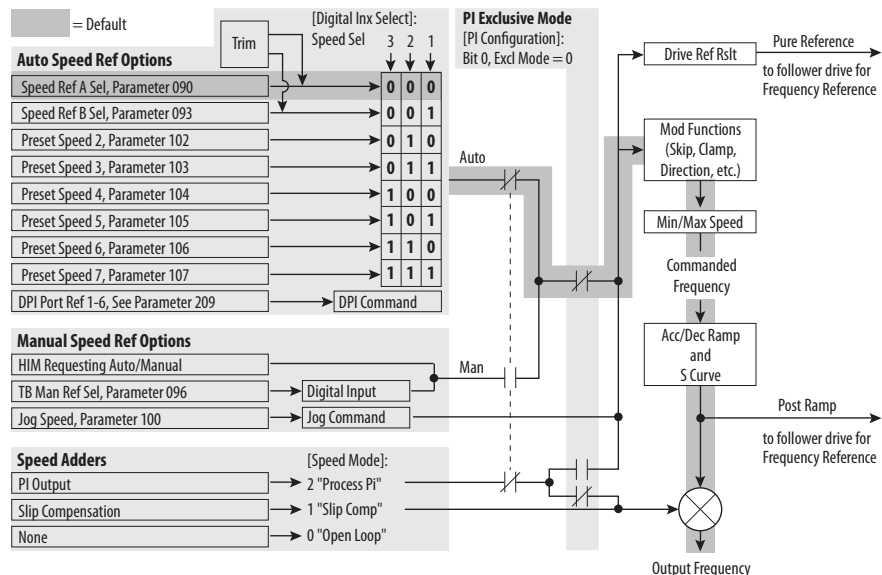 = Default
Auto Speed Ref Options
Trim
[Digital Inx Select]:
Speed Sel 3 2 1
Speed Ref A Sel, Parameter 090 0 0 0
Speed Ref B Sel, Parameter 093 0 0 1
Preset Speed 2, Parameter 102 0 1 0
Preset Speed 3, Parameter 103 0 1 1
Preset Speed 4, Parameter 104 1 0 0
Preset Speed 5, Parameter 105 1 0 1
Preset Speed 6, Parameter 106 1 1 0
Preset Speed 7, Parameter 107 1 1 1
DPI Port Ref 1-6, See Parameter 209 DPI Command
Manual Speed Ref Options
HIM Requesting Auto/Manual
TB Man Ref Sel, Parameter 096 Digital Input
Jog Speed, Parameter 100 Jog Command
Speed Adders [Speed Mode]:
PI Output 2 "Process Pi"
Slip Compensation 1 "Slip Comp"
None 0 "Open Loop"
PI Exclusive Mode
[PI Configuration]:
Bit 0, Excl Mode = 0
Auto
Man
Drive Ref Rslt
Pure Reference
to follower drive for
Frequency Reference
Mod Functions
(Skip, Clamp,
Direction, etc.)
Min/Max Speed
Commanded
Frequency
Acc/Dec Ramp
and
S Curve
Post Ramp
to follower drive for
Frequency Reference
Output Frequency